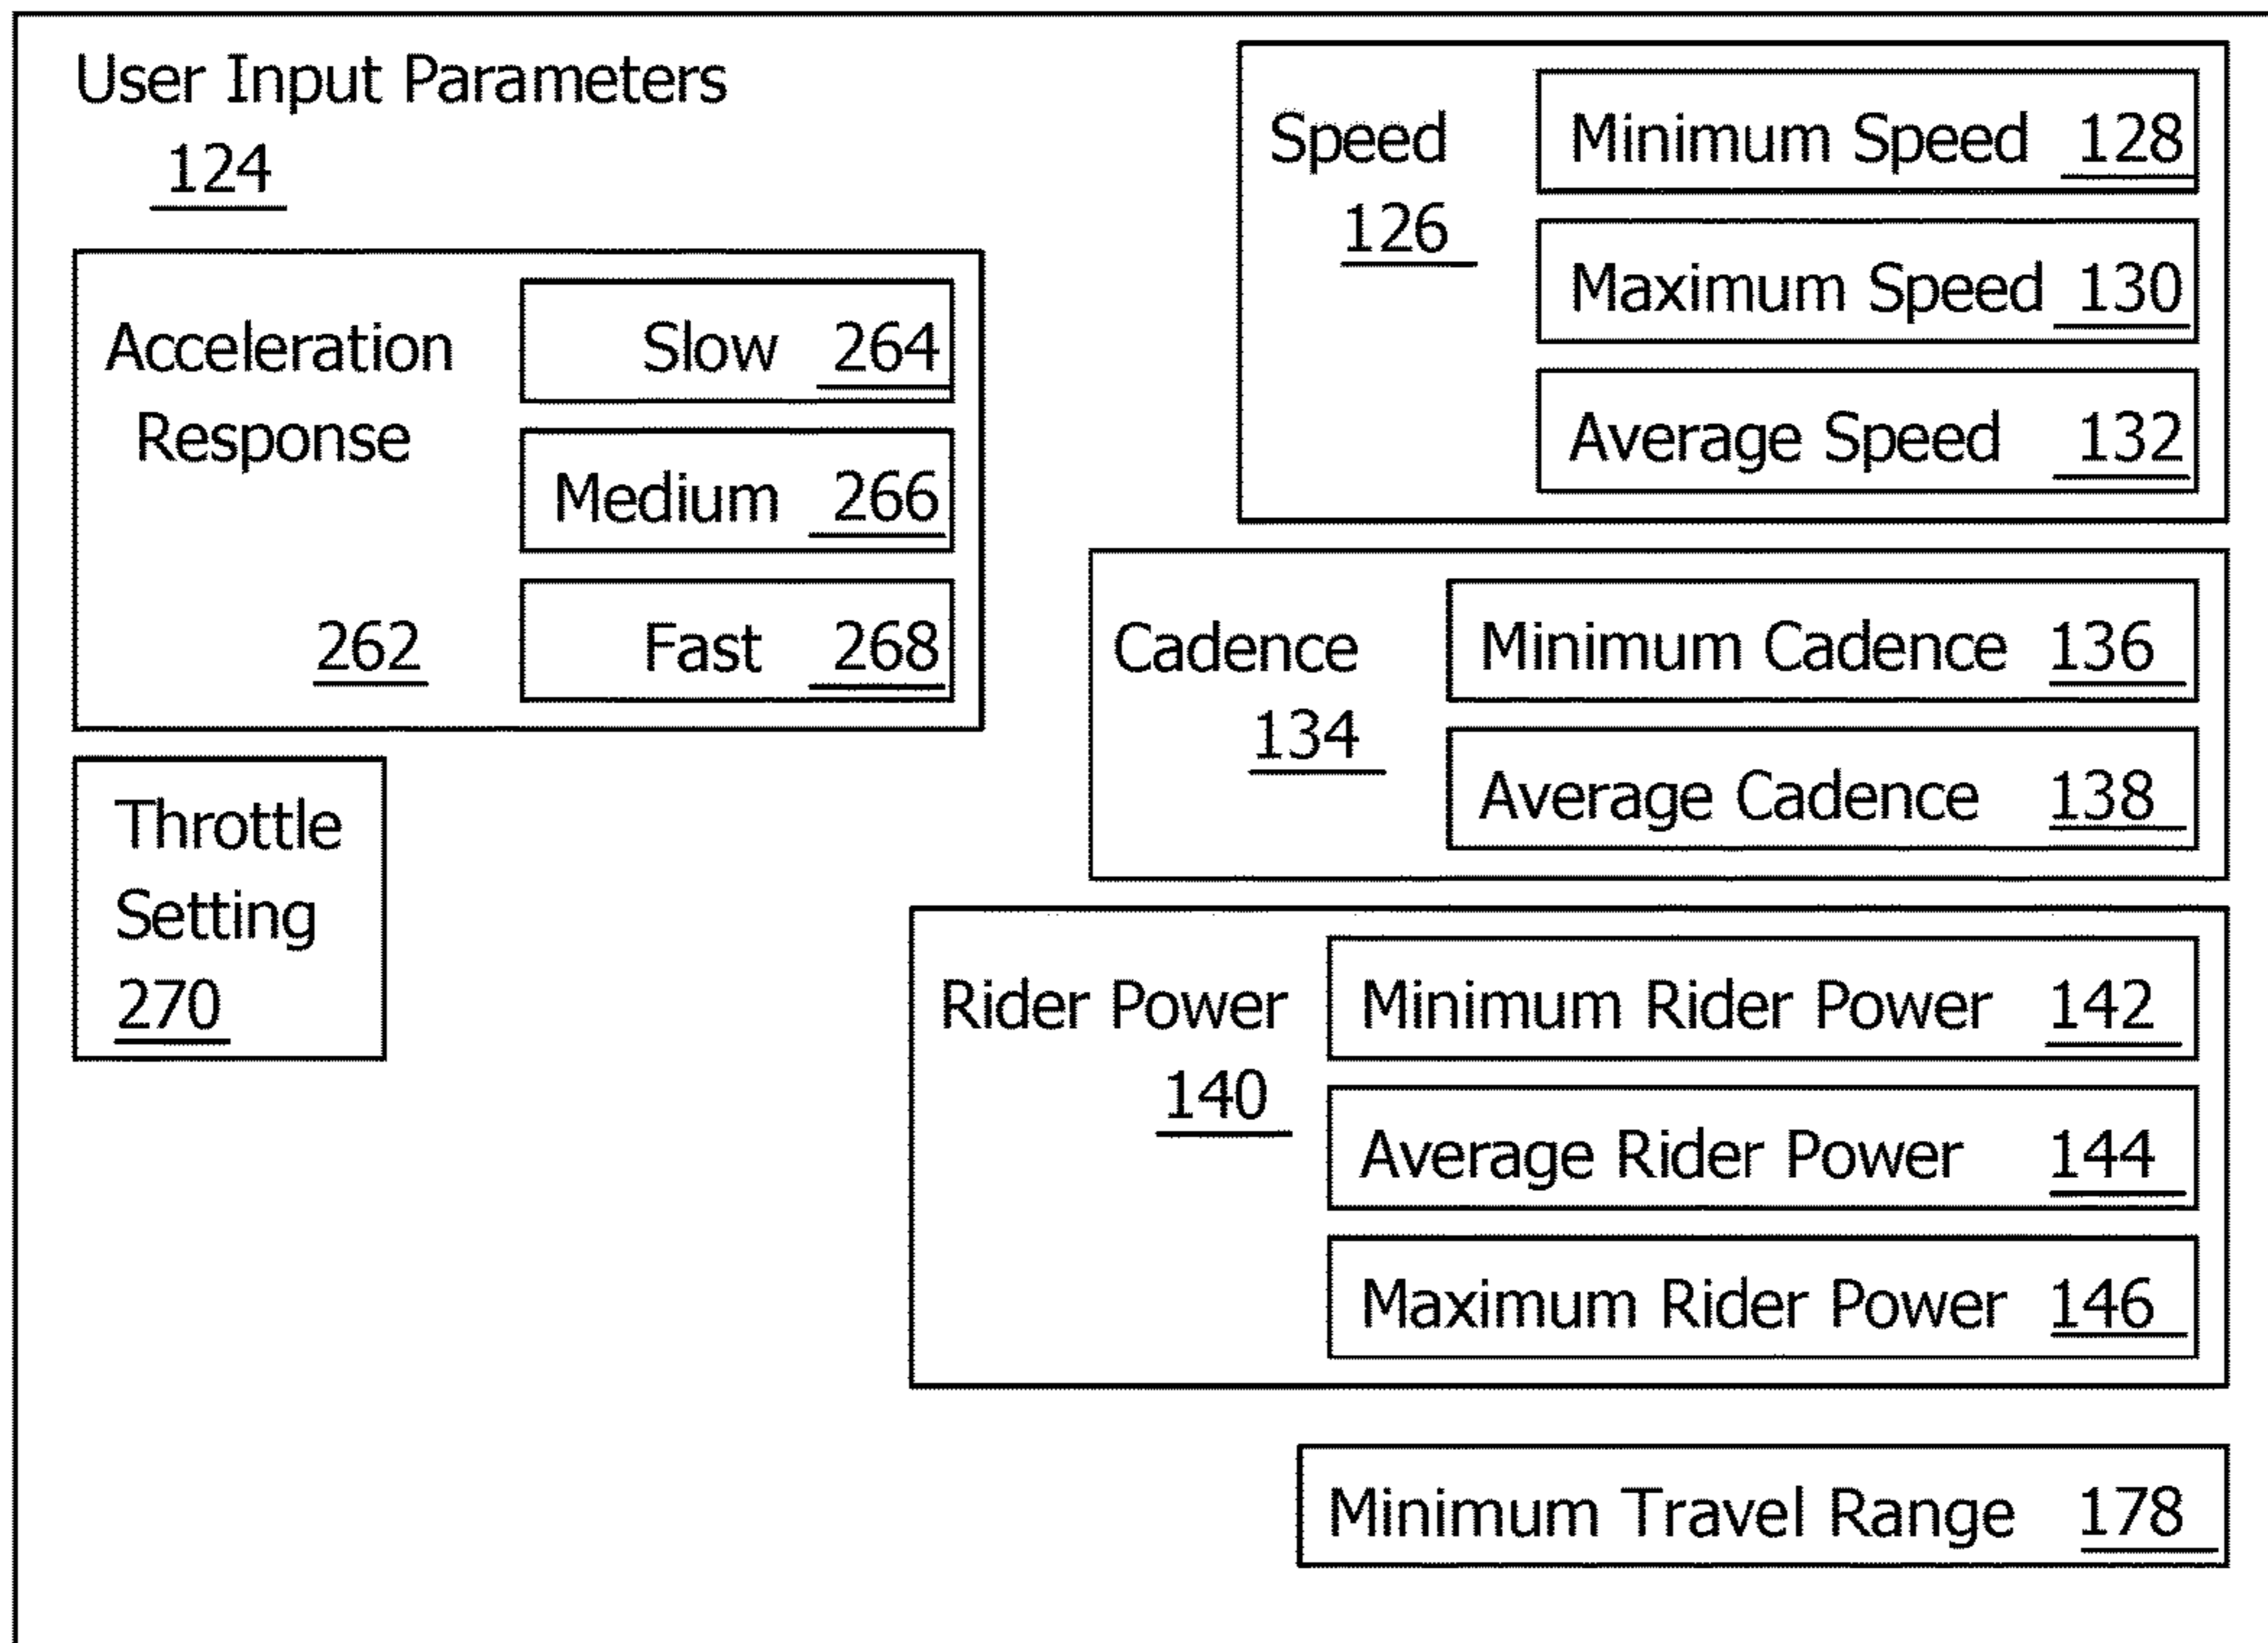 User Input Parameters
124
Acceleration
Response
262
Slow 264
Medium 266
Fast 268
Throttle
Setting
270
Speed
126
Minimum Speed 128
Maximum Speed 130
Average Speed 132
Cadence
134
Minimum Cadence 136
Average Cadence 138
Rider Power
140
Minimum Rider Power 142
Average Rider Power 144
Maximum Rider Power 146
Minimum Travel Range 178